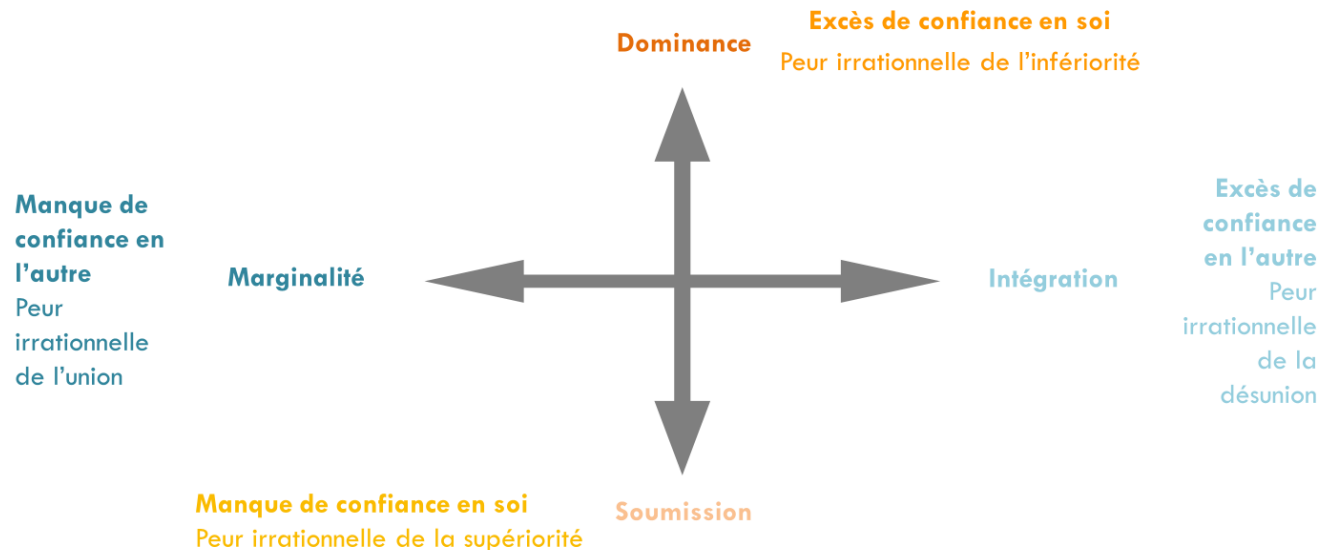 Excès de confiance en soi
Dominance
Peur irrationnelle de l'infériorité
Manque de
confiance en
l'autre
Peur
irrationnelle
de l'union
Marginalité
Intégration
Excès de
confiance
en l'autre
Peur
irrationnelle
de la
désunion
Manque de confiance en soi
Peur irrationnelle de la supériorité
Soumission